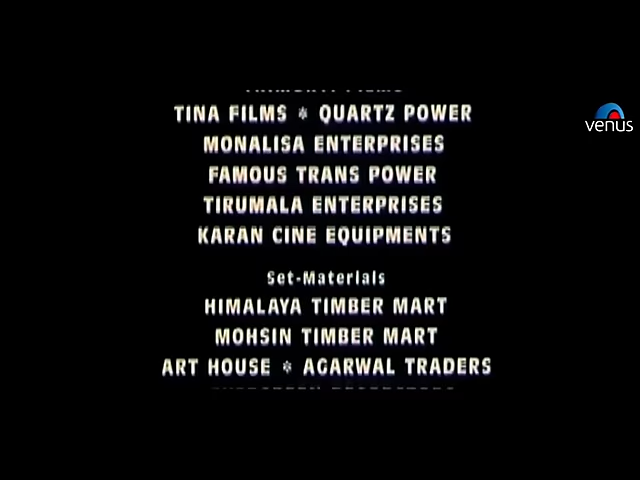 TINA FILMS * QUARTZ POWER
venus
MONALISA ENTERPRISES
FAMOUS TRANS POWER
TIRUMALA ENTERPRISES
KARAN CINE EQUIPMENTS
Set-Materials
HIMALAYA TIMBER MART
MOHSIN TIMBER MART
ART HOUSE * AGARWAL TRADERS